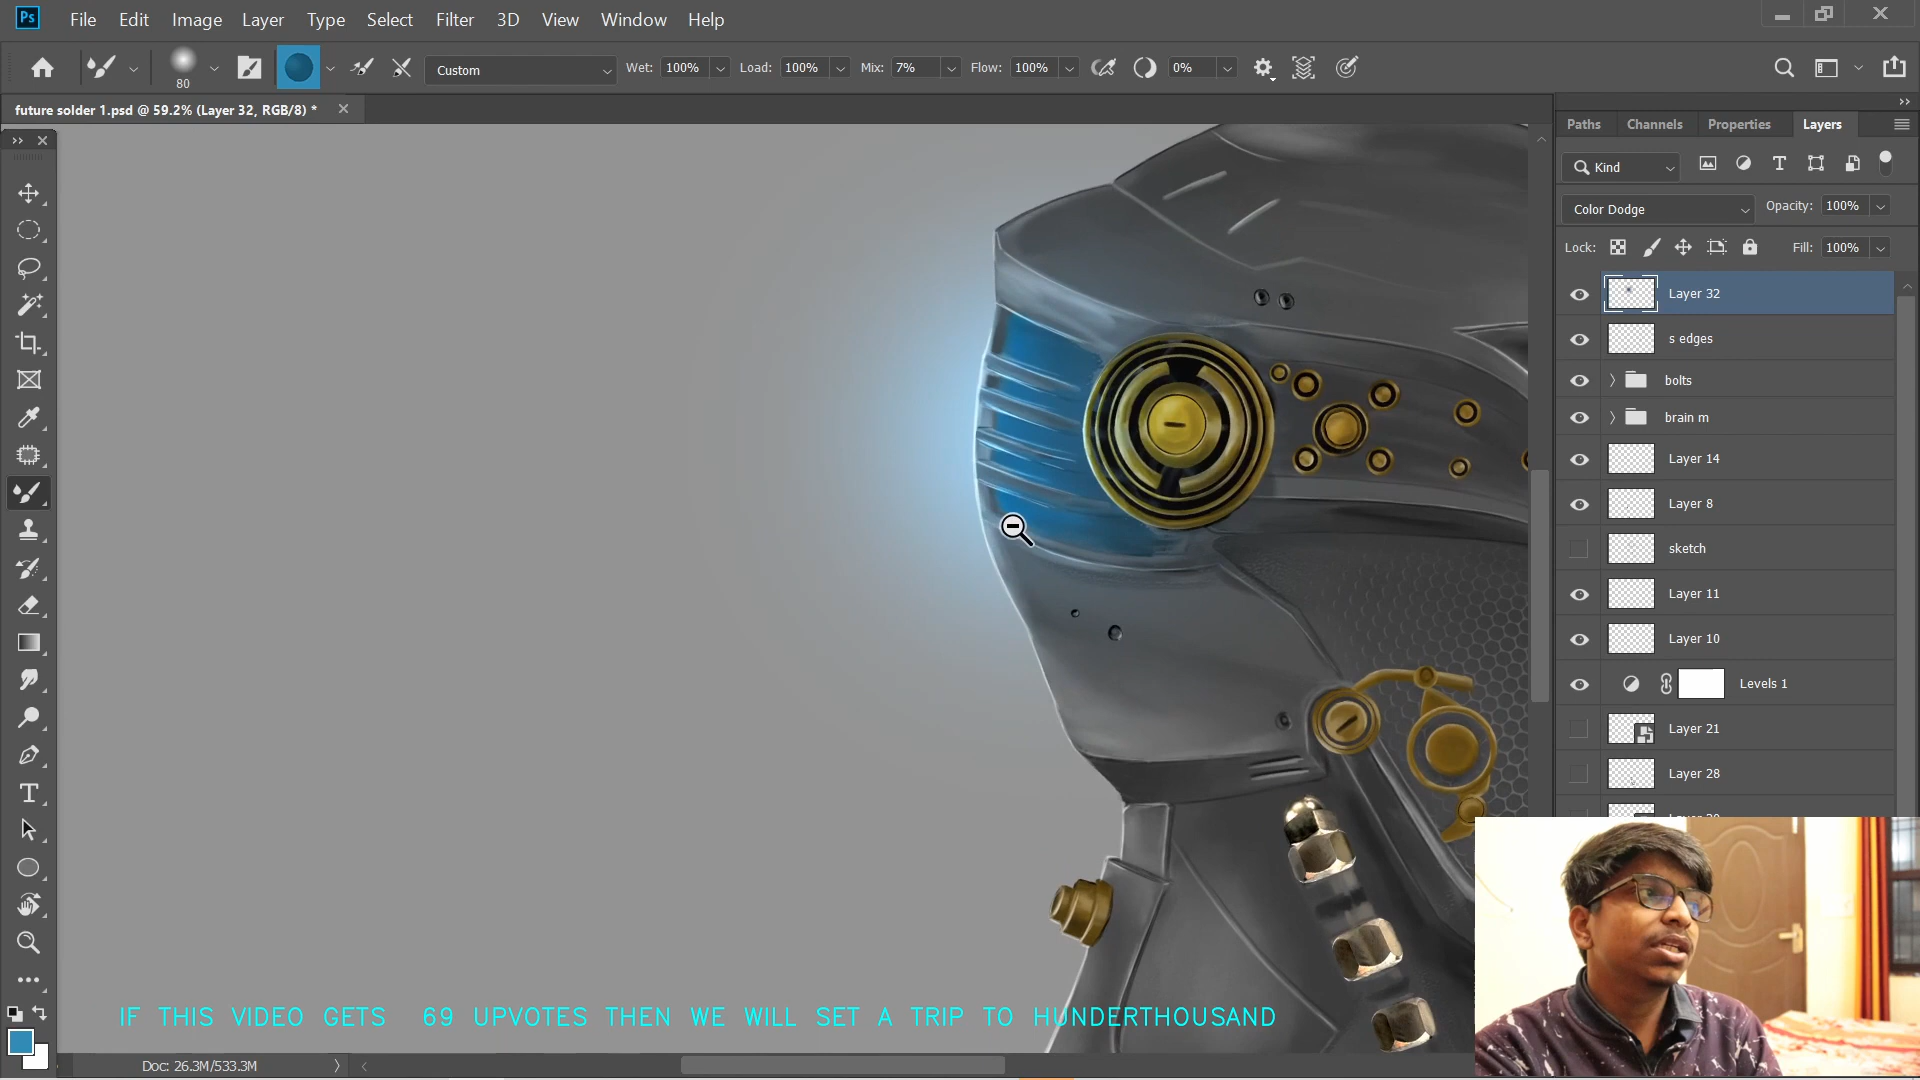 Ps File Edit Image Layer Type Select Filter 3D View Window Help
80 Custom Wet: 100% Load: 100% Mix: 7% Flow: 100% 0%
future solder 1.psd @ 59.2% (Layer 32, RGB/8) *
Paths Channels Properties Layers
Kind
Color Dodge Opacity: 100%
Lock: Fill: 100%
Layer 32
s edges
bolts
brain m
Layer 14
Layer 8
sketch
Layer 11
Layer 10
Levels 1
Layer 21
Layer 28
IF THIS VIDEO GETS 69 UPVOTES THEN WE WILL SET A TRIP TO HUNDERTHOUSAND
Doc: 26.3M/533.3M